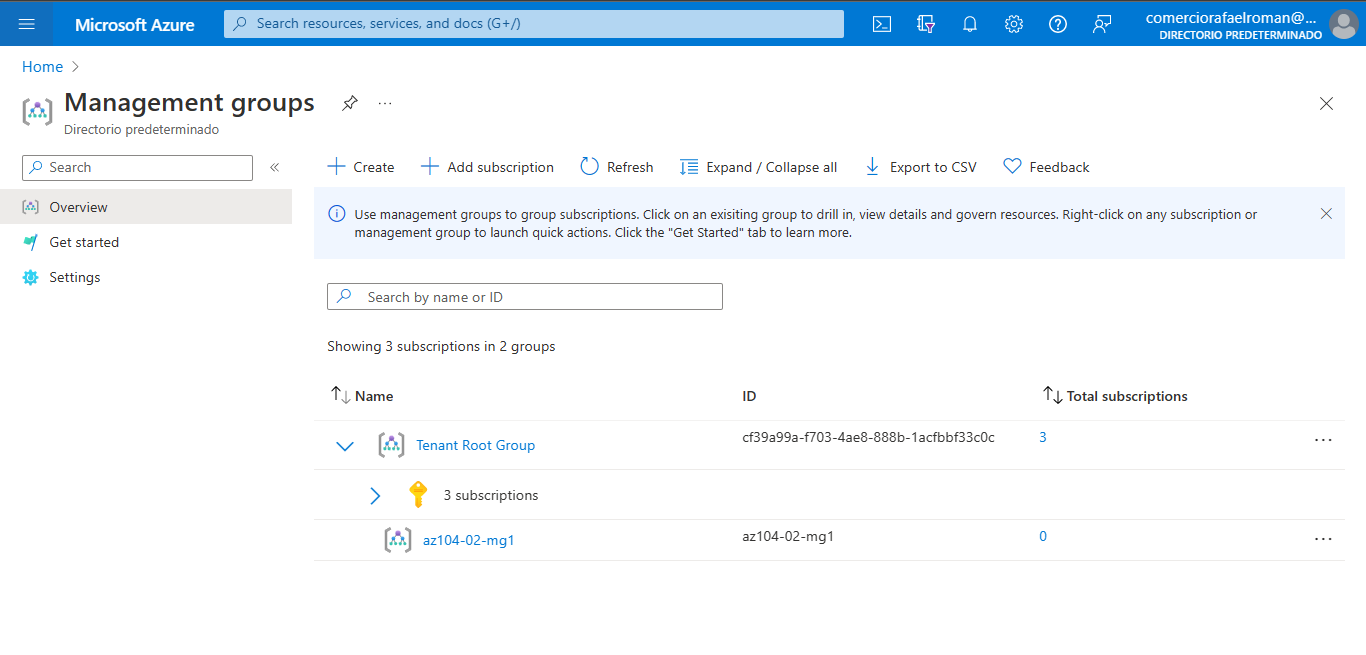 Microsoft Azure
Search resources, services, and docs (G+/)
comerciorafaelroman@...
DIRECTORIO PREDETERMINADO
Home
Management groups
...
Directorio predeterminado
Search
«
Overview
Get started
Settings
Create
Add subscription
Refresh
Expand / Collapse all
Export to CSV
Feedback
Use management groups to group subscriptions. Click on an exisiting group to drill in, view details and govern resources. Right-click on any subscription or
management group to launch quick actions. Click the "Get Started" tab to learn more.
Search by name or ID
Showing 3 subscriptions in 2 groups
Name ID Total subscriptions
Tenant Root Group cf39a99a-f703-4ae8-888b-1acfbbf33c0c 3 ...
3 subscriptions
az104-02-mg1 az104-02-mg1 0 ...